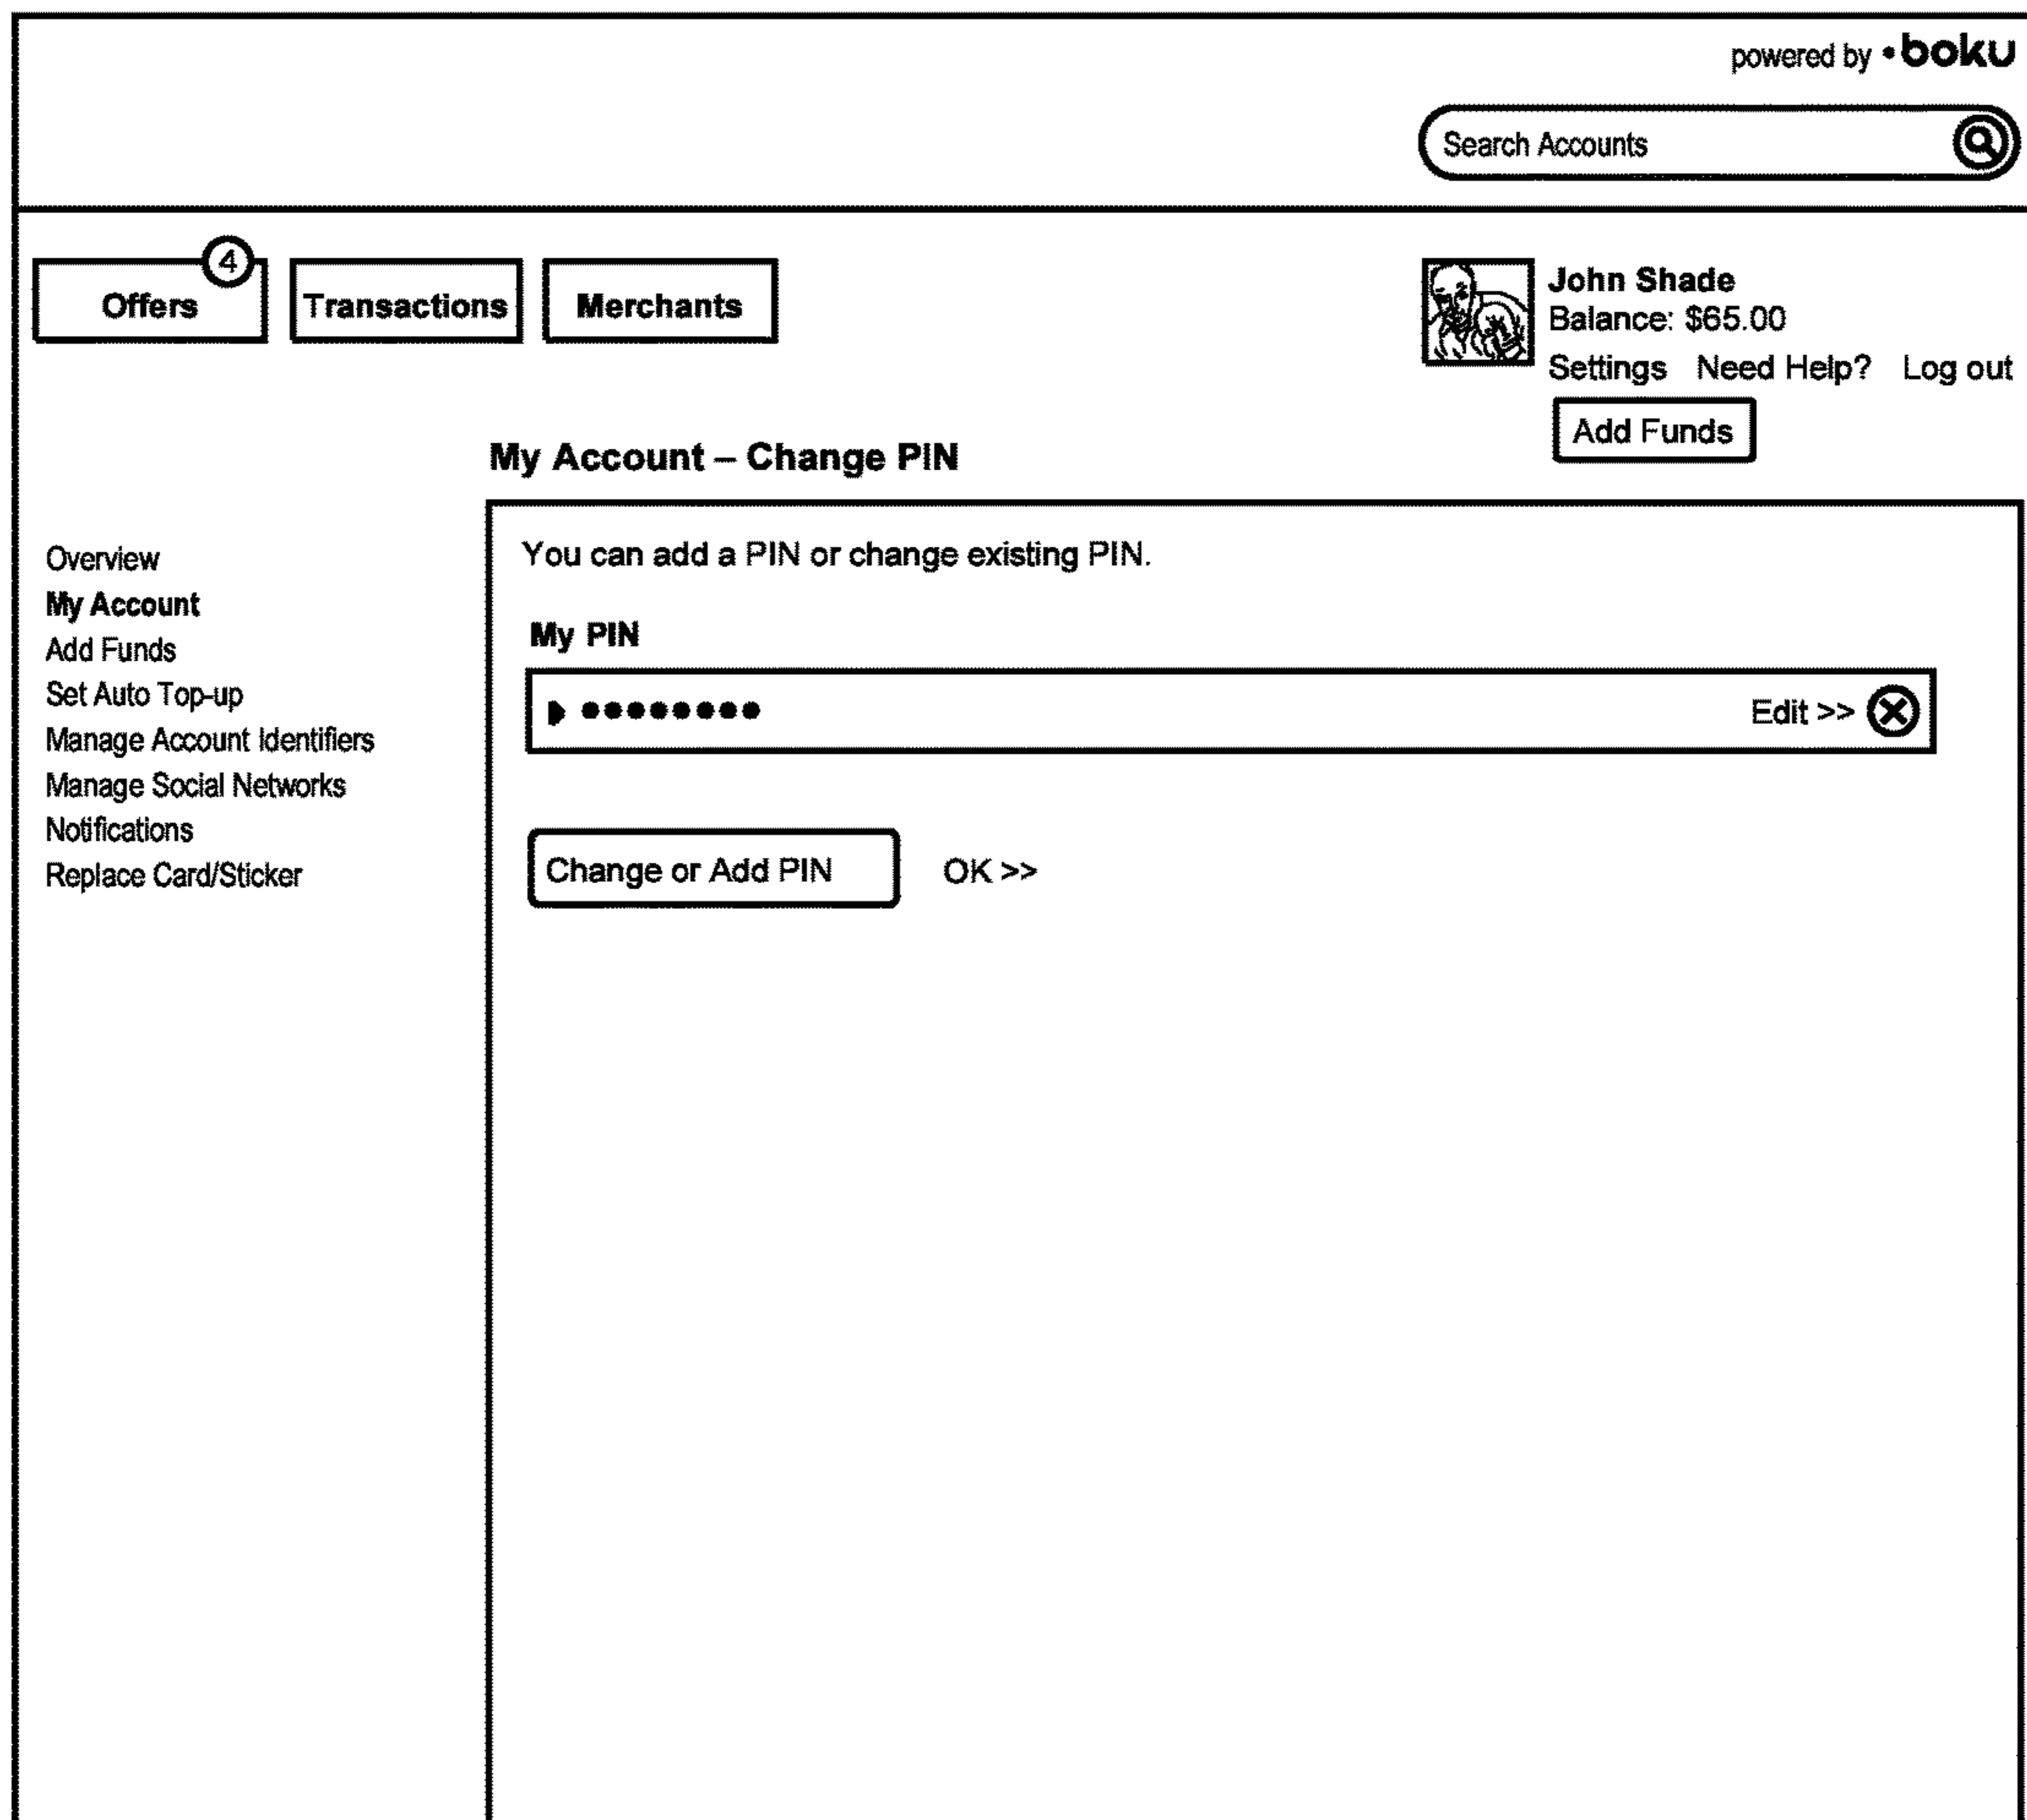 powered by •boku
Search Accounts
4
Offers
Transactions
Merchants
John Shade
Balance: $65.00
Settings Need Help? Log out
Add Funds
My Account – Change PIN
Overview
My Account
Add Funds
Set Auto Top-up
Manage Account Identifiers
Manage Social Networks
Notifications
Replace Card/Sticker
You can add a PIN or change existing PIN.
My PIN
●●●●●●●●
Edit >>
Change or Add PIN
OK >>